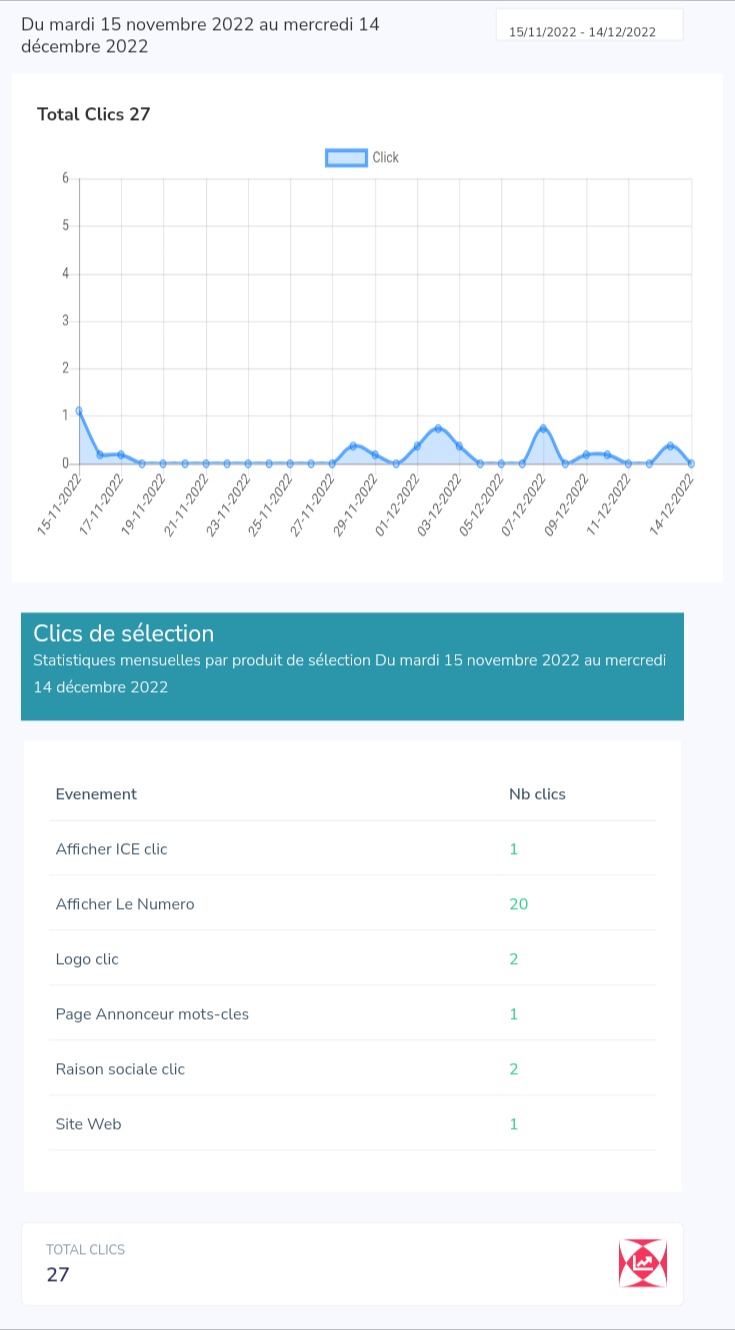 Du mardi 15 novembre 2022 au mercredi 14
décembre 2022
15/11/2022 - 14/12/2022
Total Clics 27
Click
6
5
4
3
2
1
0
15-11-2022
17-11-2022
19-11-2022
21-11-2022
23-11-2022
25-11-2022
27-11-2022
29-11-2022
01-12-2022
03-12-2022
05-12-2022
07-12-2022
09-12-2022
11-12-2022
14-12-2022
Clics de sélection
Statistiques mensuelles par produit de sélection Du mardi 15 novembre 2022 au mercredi
14 décembre 2022
Evenement Nb clics
Afficher ICE clic 1
Afficher Le Numero 20
Logo clic 2
Page Annonceur mots-cles 1
Raison sociale clic 2
Site Web 1
TOTAL CLICS
27